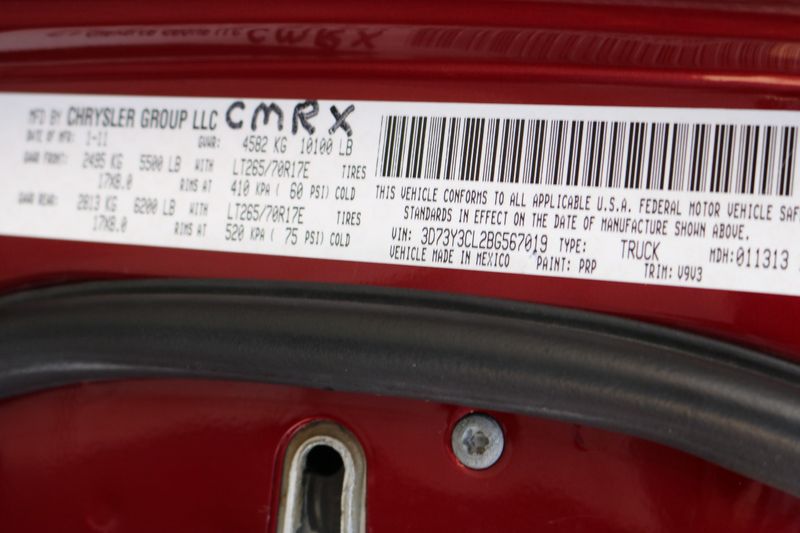 MFD BY CHRYSLER GROUP LLC CMRX
DATE OF MFR 1-11 GVWR: 4582 KG 10100 LB
GAWR FRONT: 2495 KG 5500 LB WITH LT265/70R17E TIRES
17X8.0 RIMS AT 410 KPA ( 60 PSI) COLD
GAWR REAR: 2813 KG 6200 LB WITH LT265/70R17E TIRES
17X8.0 RIMS AT 520 KPA ( 75 PSI) COLD
THIS VEHICLE CONFORMS TO ALL APPLICABLE U.S.A. FEDERAL MOTOR VEHICLE SAF
STANDARDS IN EFFECT ON THE DATE OF MANUFACTURE SHOWN ABOVE.
VIN: 3D73Y3CL2BG567019 TYPE: TRUCK MDH:011313
VEHICLE MADE IN MEXICO PAINT: PRP TRIM: V9V3
CMRX